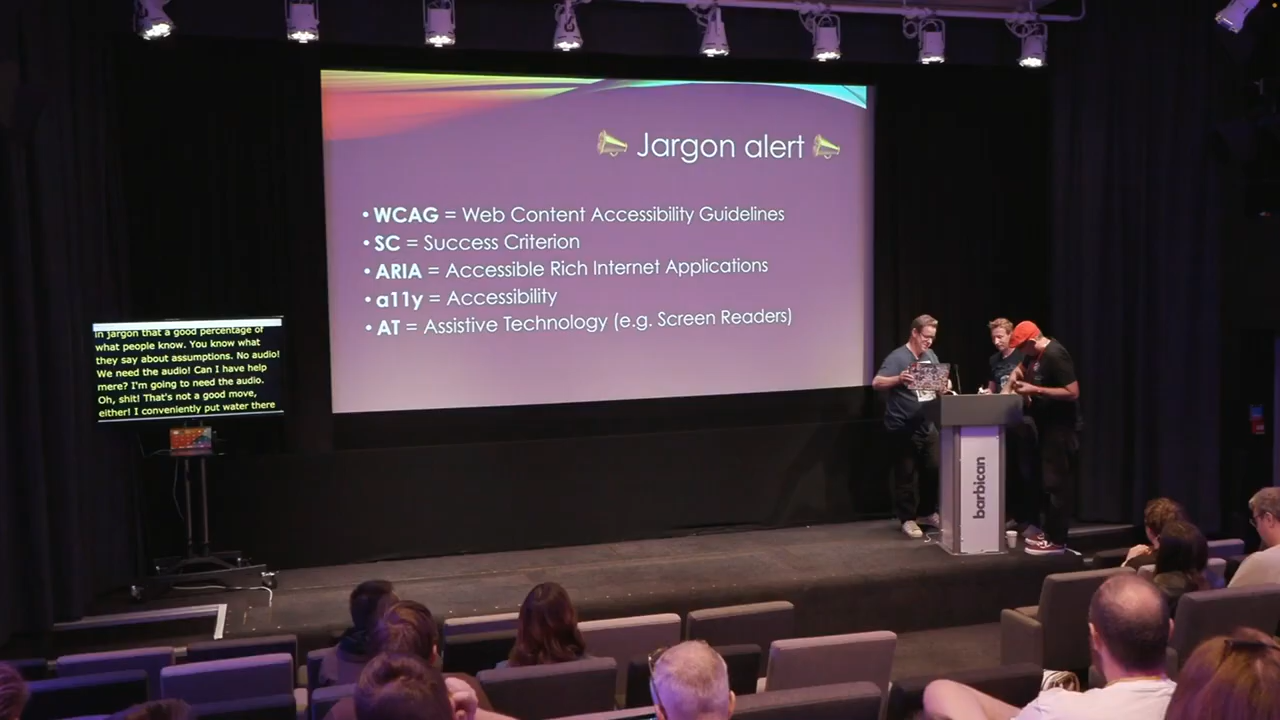 Jargon alert
• WCAG = Web Content Accessibility Guidelines
• SC = Success Criterion
• ARIA = Accessible Rich Internet Applications
• a11y = Accessibility
• AT = Assistive Technology (e.g. Screen Readers)
in jargon that a good percentage of
what people know. You know what
they say about assumptions. No audio!
We need the audio! Can I have help
mere? I'm going to need the audio.
Oh, shit! That's not a good move,
either! I conveniently put water there
barbican